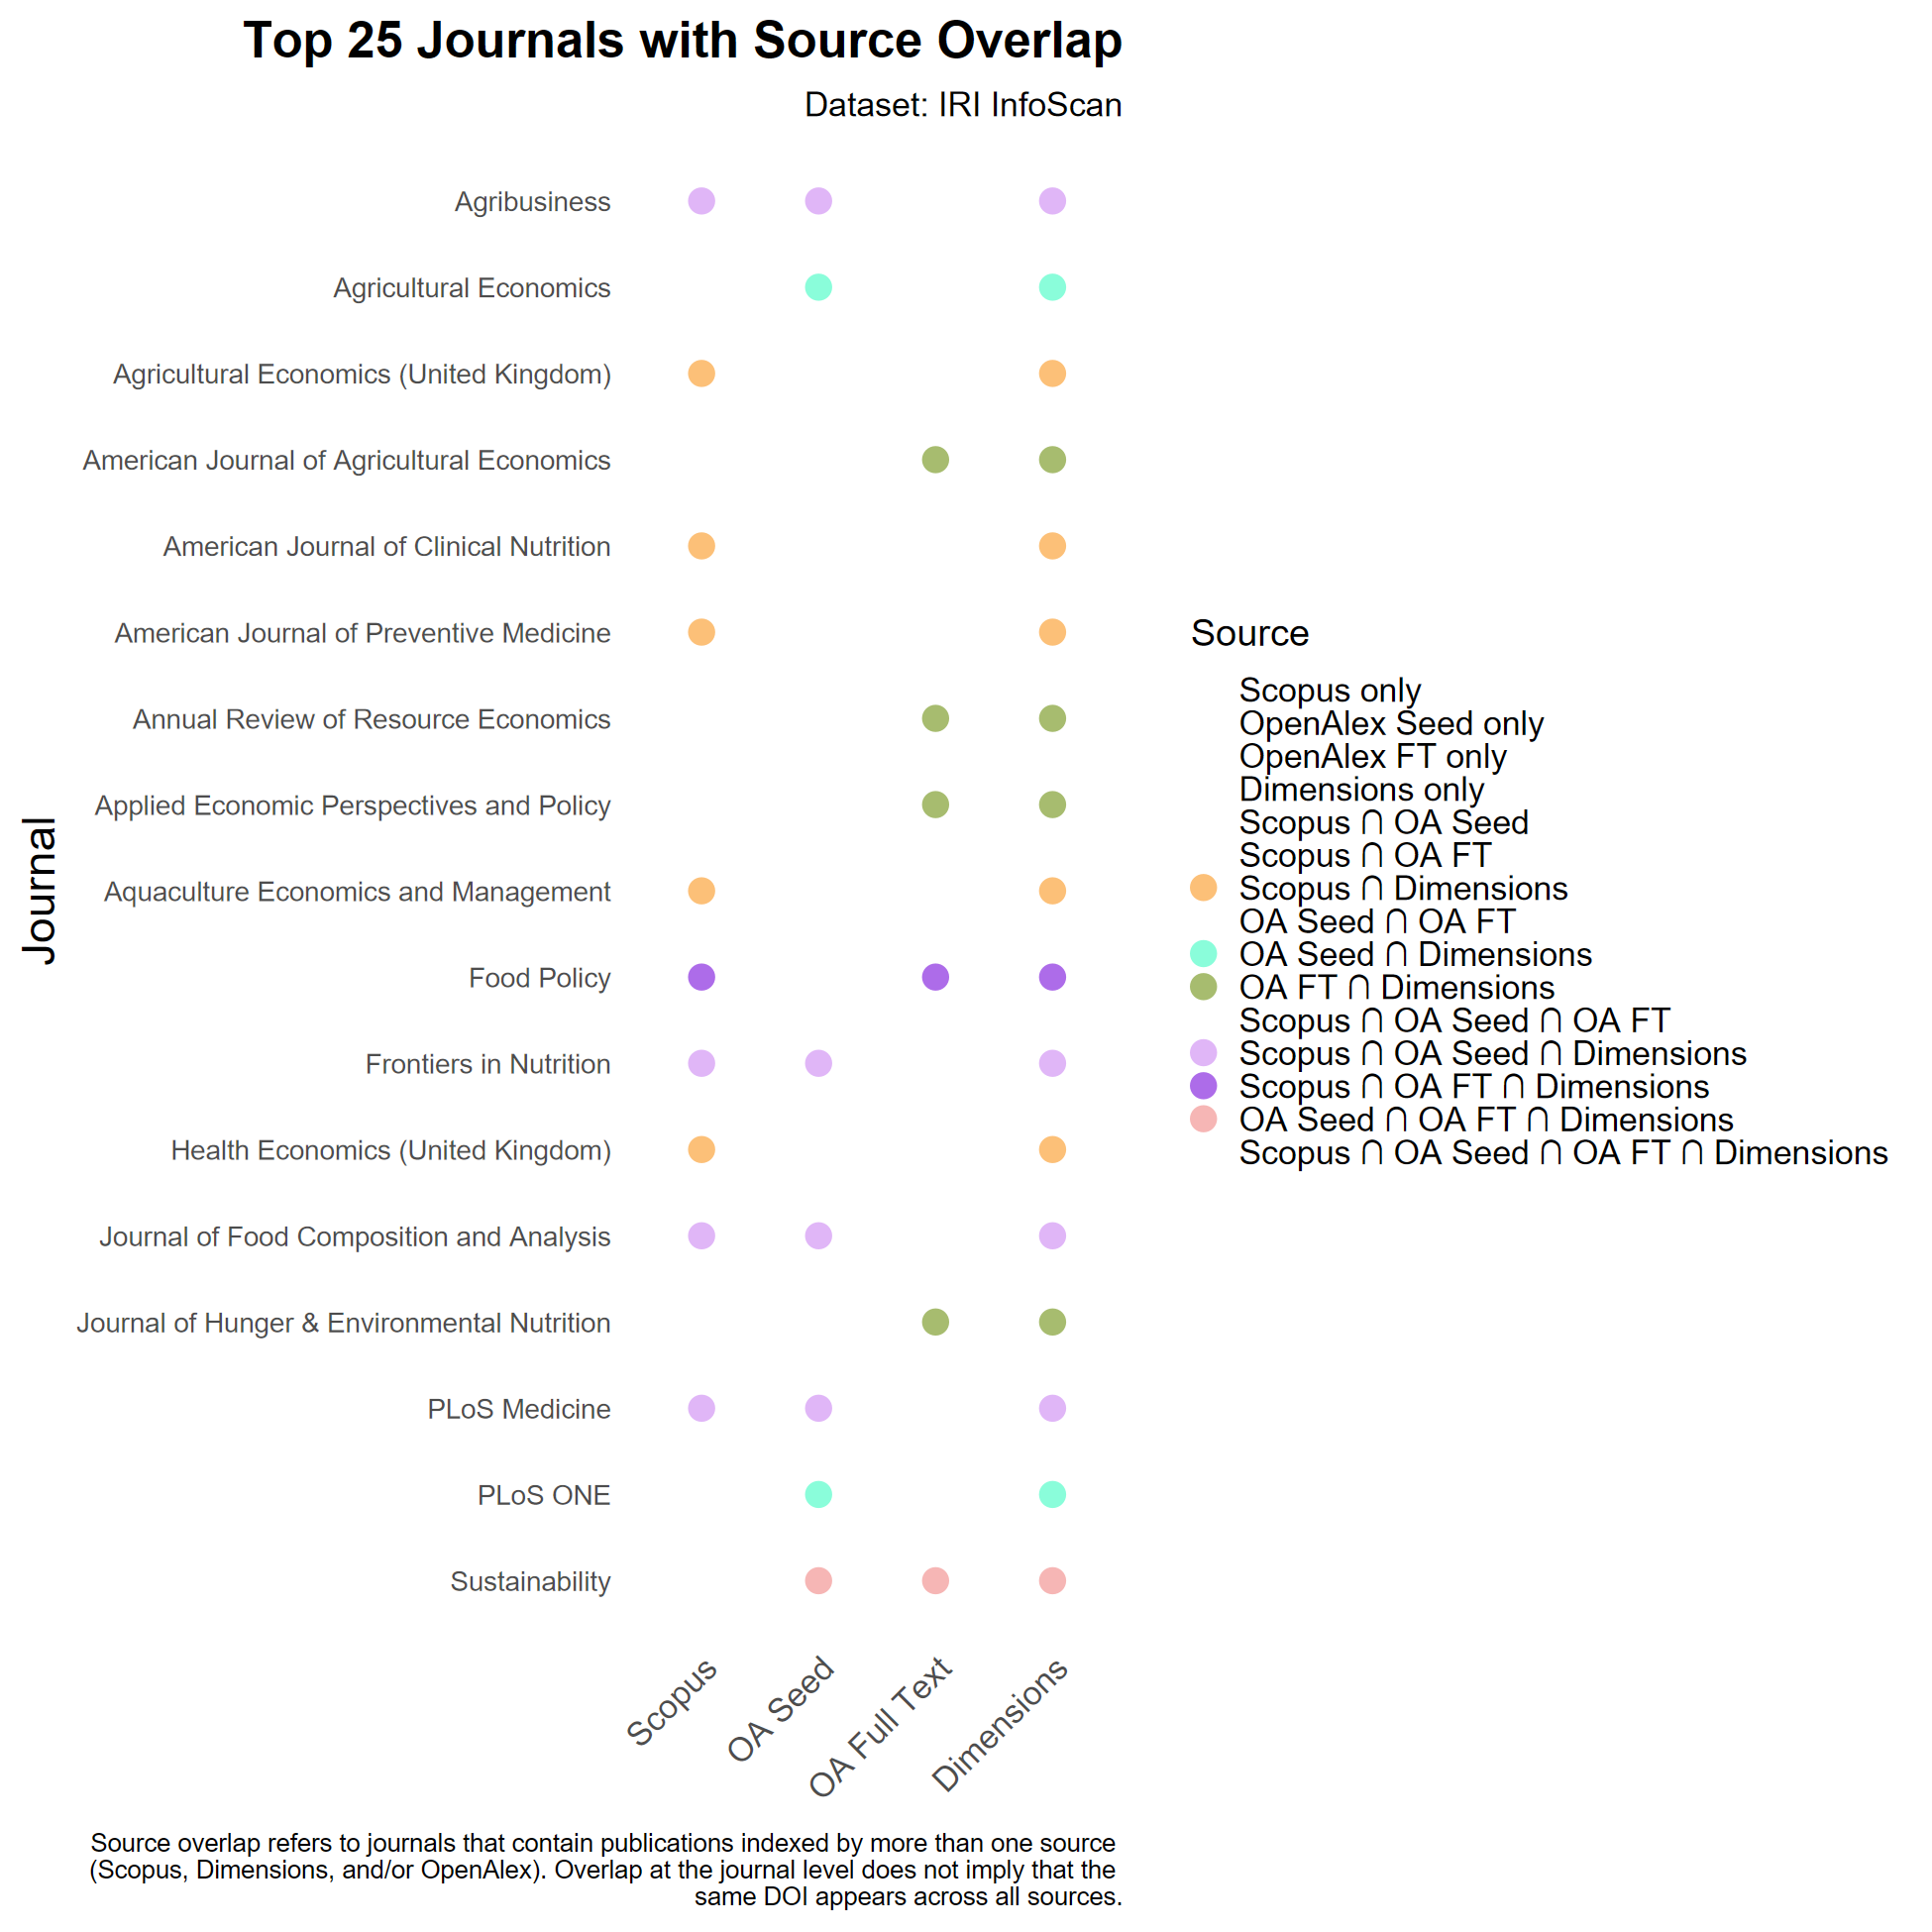 Top 25 Journals with Source Overlap
Dataset: IRI InfoScan
Journal
Agribusiness
Agricultural Economics
Agricultural Economics (United Kingdom)
American Journal of Agricultural Economics
American Journal of Clinical Nutrition
American Journal of Preventive Medicine
Annual Review of Resource Economics
Applied Economic Perspectives and Policy
Aquaculture Economics and Management
Food Policy
Frontiers in Nutrition
Health Economics (United Kingdom)
Journal of Food Composition and Analysis
Journal of Hunger & Environmental Nutrition
PLoS Medicine
PLoS ONE
Sustainability
Scopus
OA Seed
OA Full Text
Dimensions
Source
Scopus only
OpenAlex Seed only
OpenAlex FT only
Dimensions only
Scopus ∩ OA Seed
Scopus ∩ OA FT
Scopus ∩ Dimensions
OA Seed ∩ OA FT
OA Seed ∩ Dimensions
OA FT ∩ Dimensions
Scopus ∩ OA Seed ∩ OA FT
Scopus ∩ OA Seed ∩ Dimensions
Scopus ∩ OA FT ∩ Dimensions
OA Seed ∩ OA FT ∩ Dimensions
Scopus ∩ OA Seed ∩ OA FT ∩ Dimensions
Source overlap refers to journals that contain publications indexed by more than one source
(Scopus, Dimensions, and/or OpenAlex). Overlap at the journal level does not imply that the
same DOI appears across all sources.